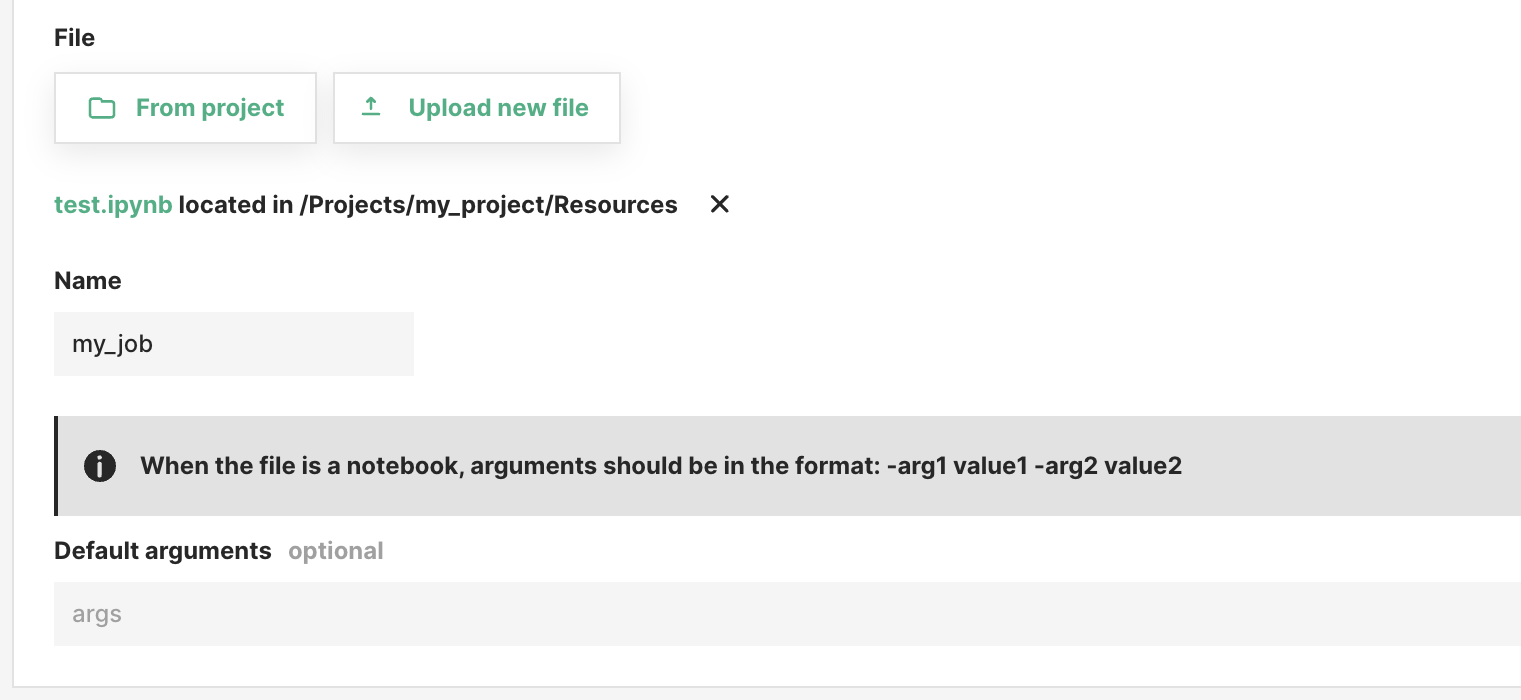 File
From project
Upload new file
test.ipynb located in /Projects/my_project/Resources
Name
my_job
When the file is a notebook, arguments should be in the format: -arg1 value1 -arg2 value2
Default arguments optional
args